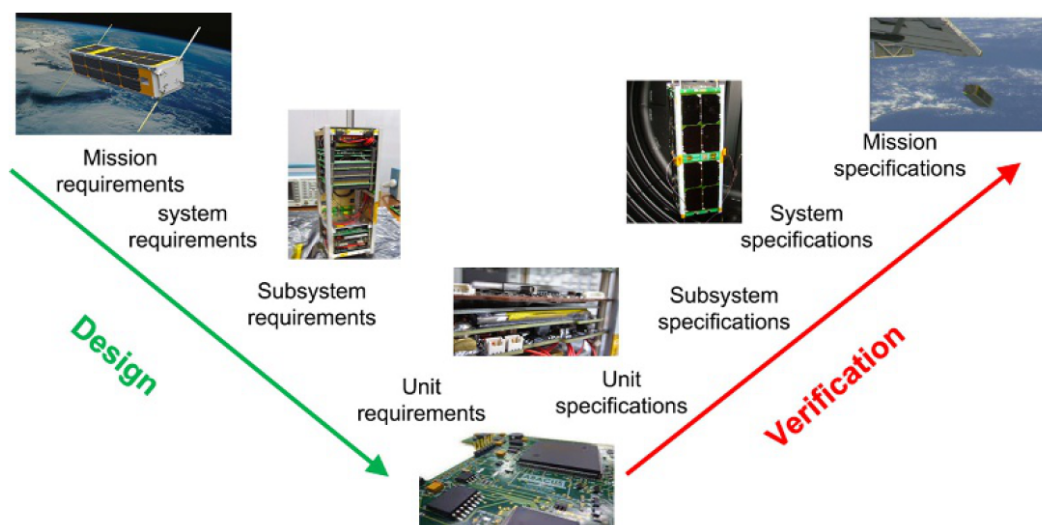 Mission
requirements
system
requirements
Subsystem
requirements
Unit
requirements
Design
Unit
specifications
Subsystem
specifications
System
specifications
Mission
specifications
Verification